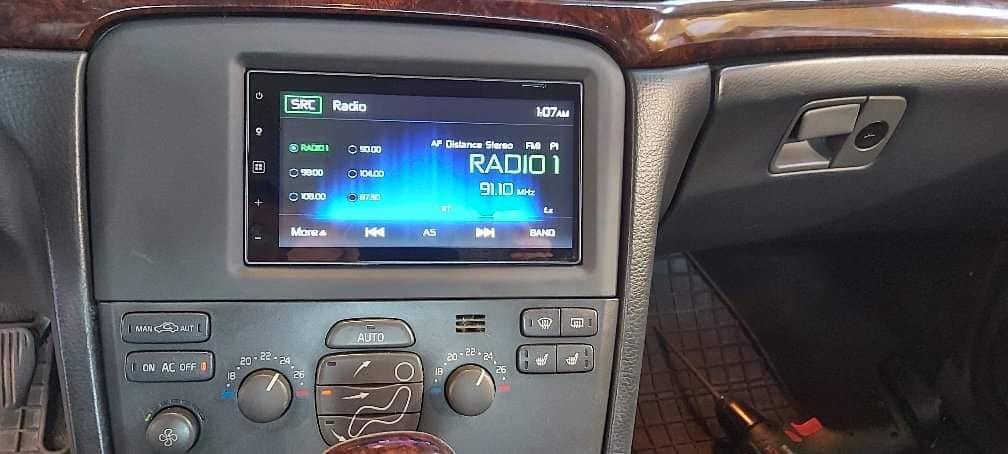 SRC Radio 1:07AM
AF Distance Stereo FM1 PI
RADIO 1 90.00
RADIO 1
98.00 104.00
91.10 MHz
108.00 87.50
More AS BAND
MAN AUT
AUTO
ON AC OFF
18 20 22 24 26
18 20 22 24 26